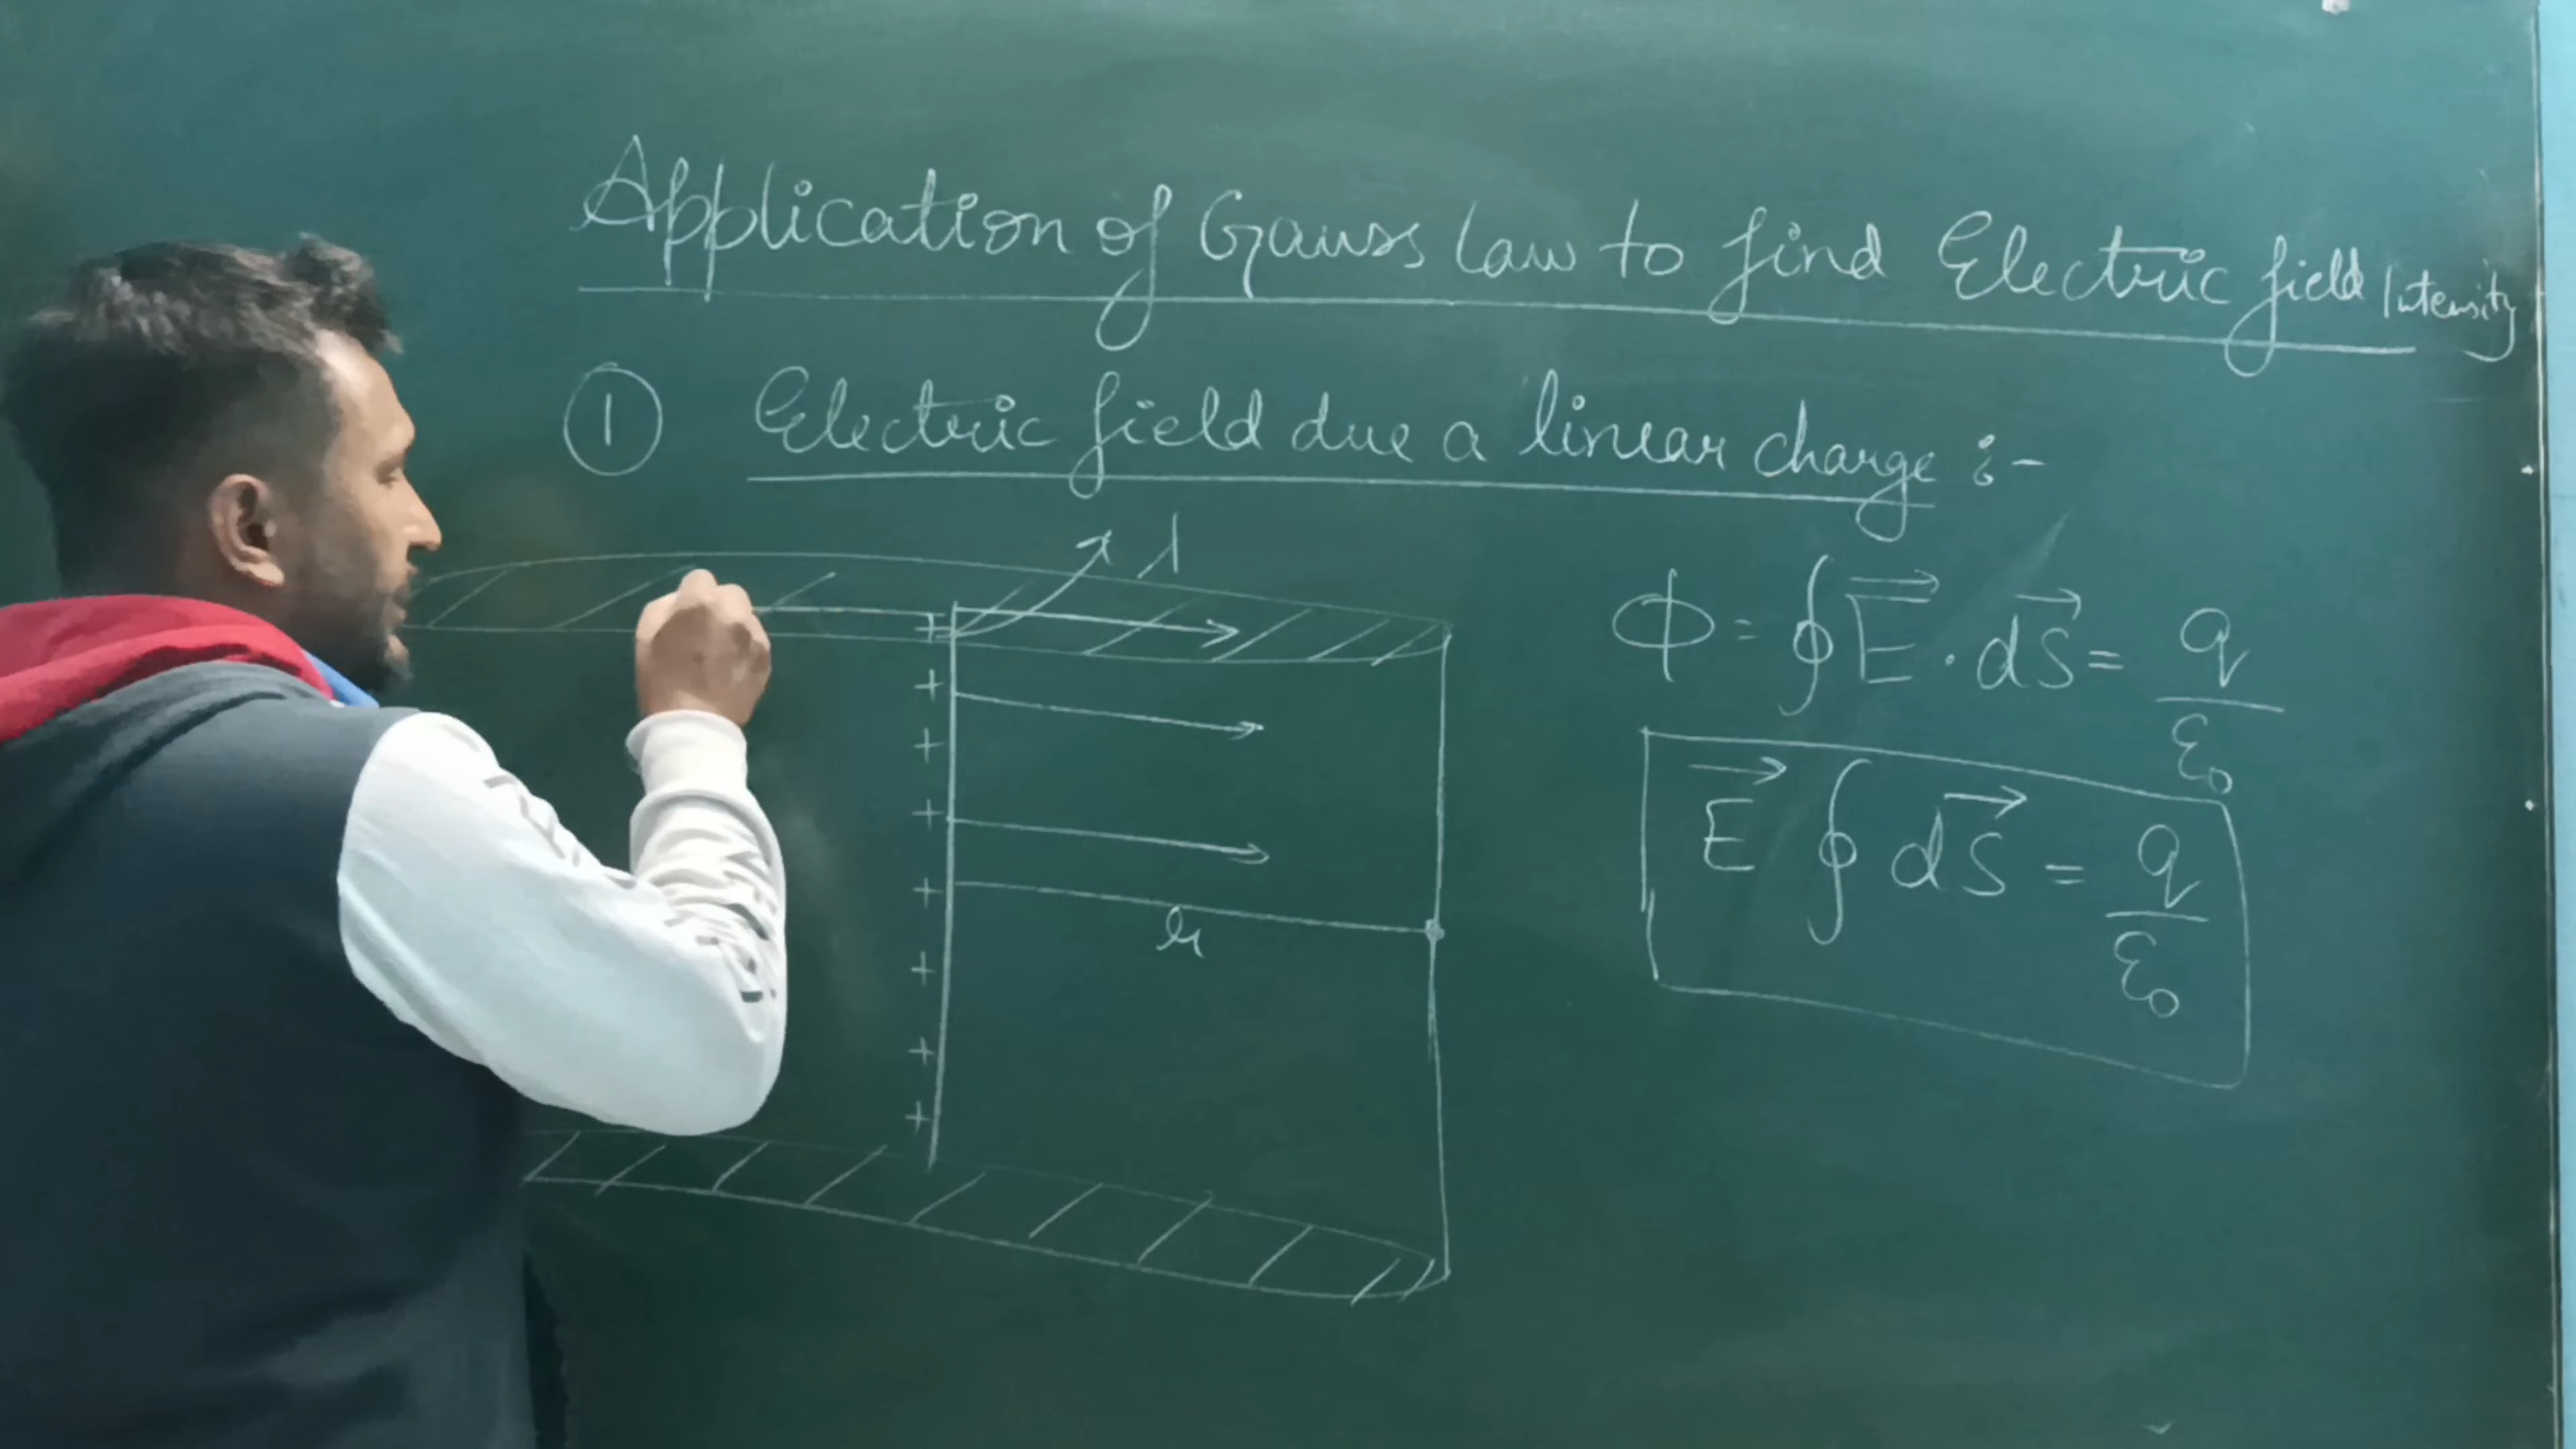 Application of Gauss Law to find Electric field Intensity
① Electric field due a linear charge :-
λ
ϕ = ∮ E⃗ · dS⃗ = q/ε₀
E⃗ ∮ dS⃗ = q/ε₀
+
+
+
+
+
+
+
+
r